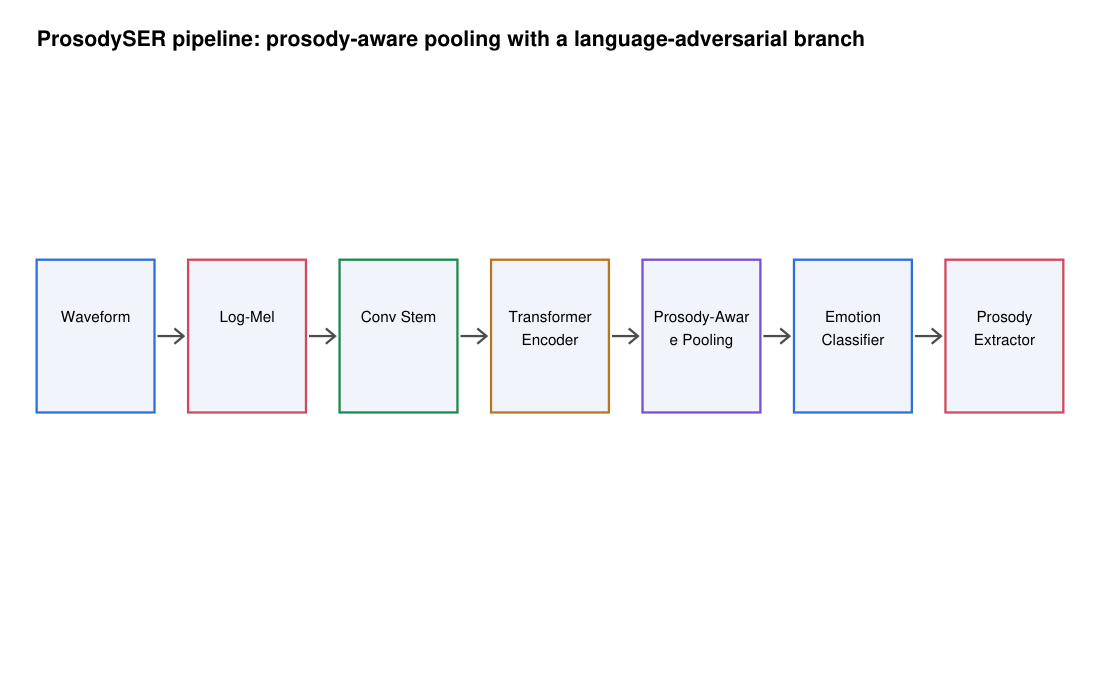 ProsodySER pipeline: prosody-aware pooling with a language-adversarial branch
Waveform
Log-Mel
Conv Stem
Transformer
Encoder
Prosody-Awar
e Pooling
Emotion
Classifier
Prosody
Extractor